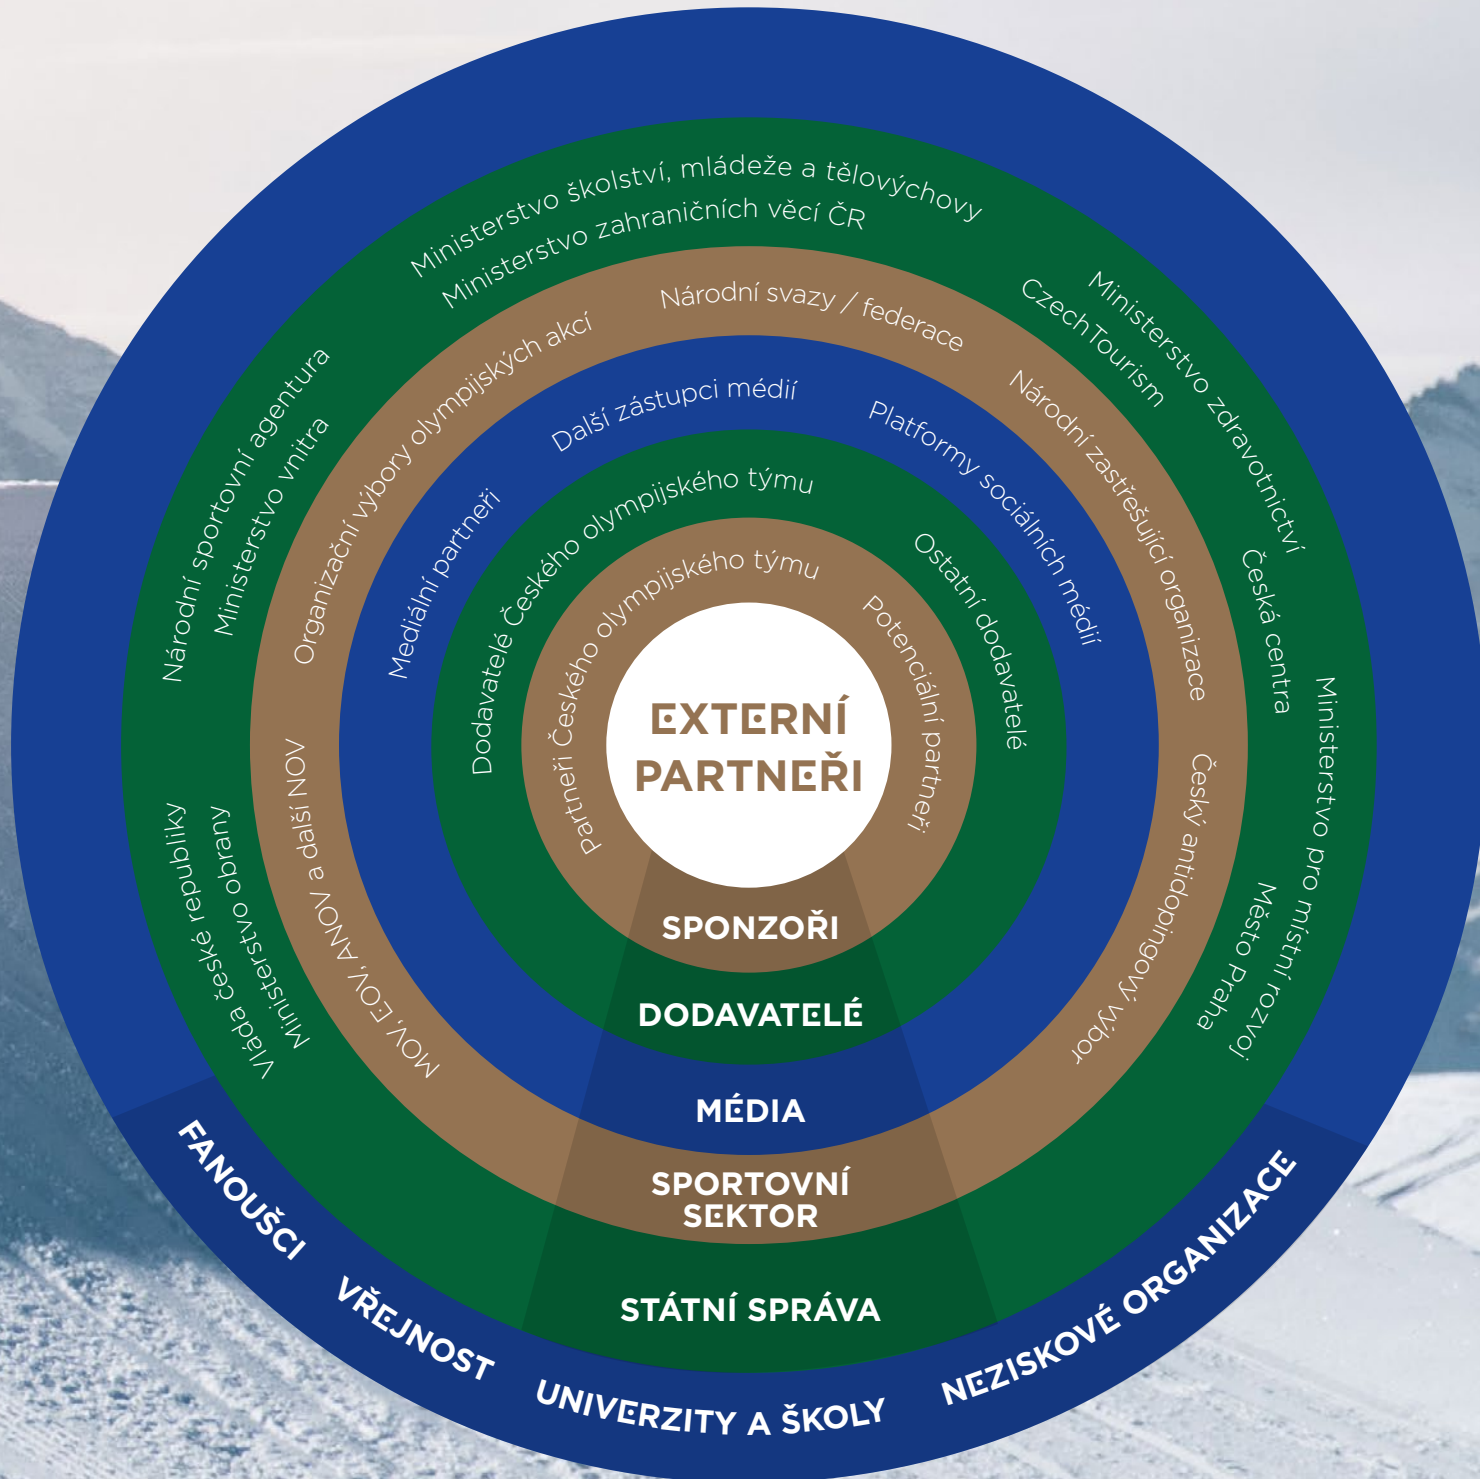 Ministerstvo školství, mládeže a tělovýchovy
Ministerstvo zahraničních věcí ČR
Ministerstvo zdravotnictví
CzechTourism
Česká centra
Ministerstvo pro místní rozvoj
Město Praha
Národní sportovní agentura
Ministerstvo vnitra
Vláda české republiky
Ministerstvo obrany
Národní svazy / federace
Organizační výbory olympijských akcí
Národní zastřešující organizace
MOV, EOV, ANOV a další NOV
Český antidopingový výbor
Další zástupci médií
Platformy sociálních médií
Mediální partneři
Dodavatelé Českého olympijského týmu
Ostatní dodavatelé
Partneři Českého olympijského týmu
Potenciální partneři
EXTERNÍ
PARTNEŘI
SPONZOŘI
DODAVATELÉ
MÉDIA
SPORTOVNÍ
SEKTOR
STÁTNÍ SPRÁVA
FANOUŠCI
VŘEJNOST
UNIVERZITY A ŠKOLY
NEZISKOVÉ ORGANIZACE